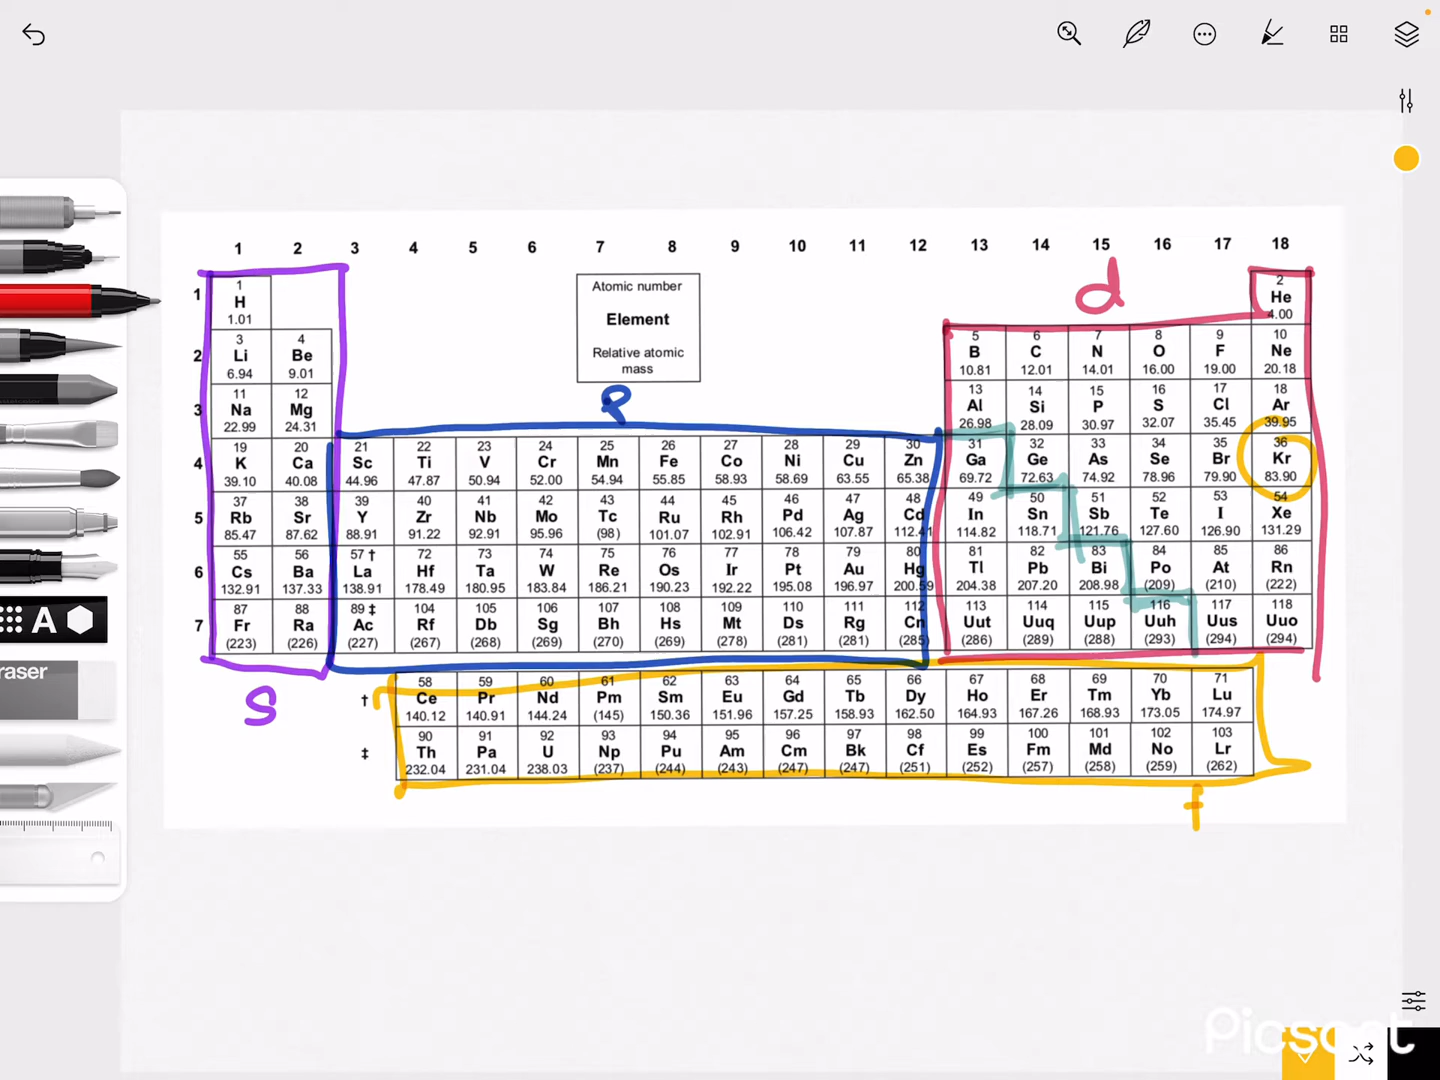 1 2 3 4 5 6 7 8 9 10 11 12 13 14 15 16 17 18
d
1 1 2
H Atomic number He
1.01 4.00
Element
2 3 4 5 6 7 8 9 10
Li Be Relative atomic B C N O F Ne
6.94 9.01 mass 10.81 12.01 14.01 16.00 19.00 20.18
3 11 12 13 14 15 16 17 18
Na Mg P Al Si P S Cl Ar
22.99 24.31 26.98 28.09 30.97 32.07 35.45 39.95
4 19 20 21 22 23 24 25 26 27 28 29 30 31 32 33 34 35 36
K Ca Sc Ti V Cr Mn Fe Co Ni Cu Zn Ga Ge As Se Br Kr
39.10 40.08 44.96 47.87 50.94 52.00 54.94 55.85 58.93 58.69 63.55 65.38 69.72 72.63 74.92 78.96 79.90 83.90
5 37 38 39 40 41 42 43 44 45 46 47 48 49 50 51 52 53 54
Rb Sr Y Zr Nb Mo Tc Ru Rh Pd Ag Cd In Sn Sb Te I Xe
85.47 87.62 88.91 91.22 92.91 95.96 (98) 101.07 102.91 106.42 107.87 112.41 114.82 118.71 121.76 127.60 126.90 131.29
6 55 56 57 † 72 73 74 75 76 77 78 79 80 81 82 83 84 85 86
Cs Ba La Hf Ta W Re Os Ir Pt Au Hg Tl Pb Bi Po At Rn
132.91 137.33 138.91 178.49 180.95 183.84 186.21 190.23 192.22 195.08 196.97 200.59 204.38 207.20 208.98 (209) (210) (222)
7 87 88 89 ‡ 104 105 106 107 108 109 110 111 112 113 114 115 116 117 118
Fr Ra Ac Rf Db Sg Bh Hs Mt Ds Rg Cn Uut Uuq Uup Uuh Uus Uuo
(223) (226) (227) (267) (268) (269) (270) (269) (278) (281) (281) (285) (286) (289) (288) (293) (294) (294)
S
† 58 59 60 61 62 63 64 65 66 67 68 69 70 71
Ce Pr Nd Pm Sm Eu Gd Tb Dy Ho Er Tm Yb Lu
140.12 140.91 144.24 (145) 150.36 151.96 157.25 158.93 162.50 164.93 167.26 168.93 173.05 174.97
‡ 90 91 92 93 94 95 96 97 98 99 100 101 102 103
Th Pa U Np Pu Am Cm Bk Cf Es Fm Md No Lr
232.04 231.04 238.03 (237) (244) (243) (247) (247) (251) (252) (257) (258) (259) (262)
f
A
raser
Picsart